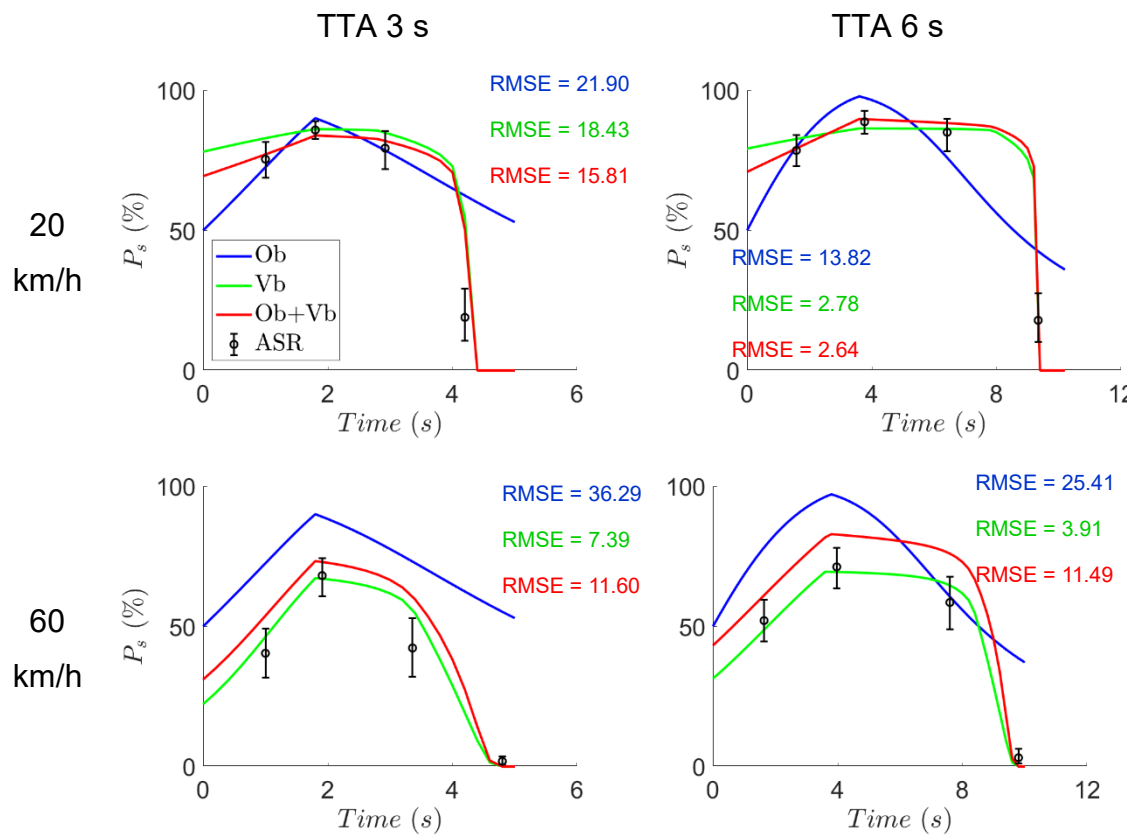 TTA 3 s
TTA 6 s
20
km/h
100
50
0
P_s (%)
RMSE = 21.90
RMSE = 18.43
RMSE = 15.81
Ob
Vb
Ob+Vb
ASR
0 2 4 6
Time (s)
100
50
0
P_s (%)
RMSE = 13.82
RMSE = 2.78
RMSE = 2.64
0 4 8 12
Time (s)
60
km/h
100
50
0
P_s (%)
RMSE = 36.29
RMSE = 7.39
RMSE = 11.60
0 2 4 6
Time (s)
100
50
0
P_s (%)
RMSE = 25.41
RMSE = 3.91
RMSE = 11.49
0 4 8 12
Time (s)